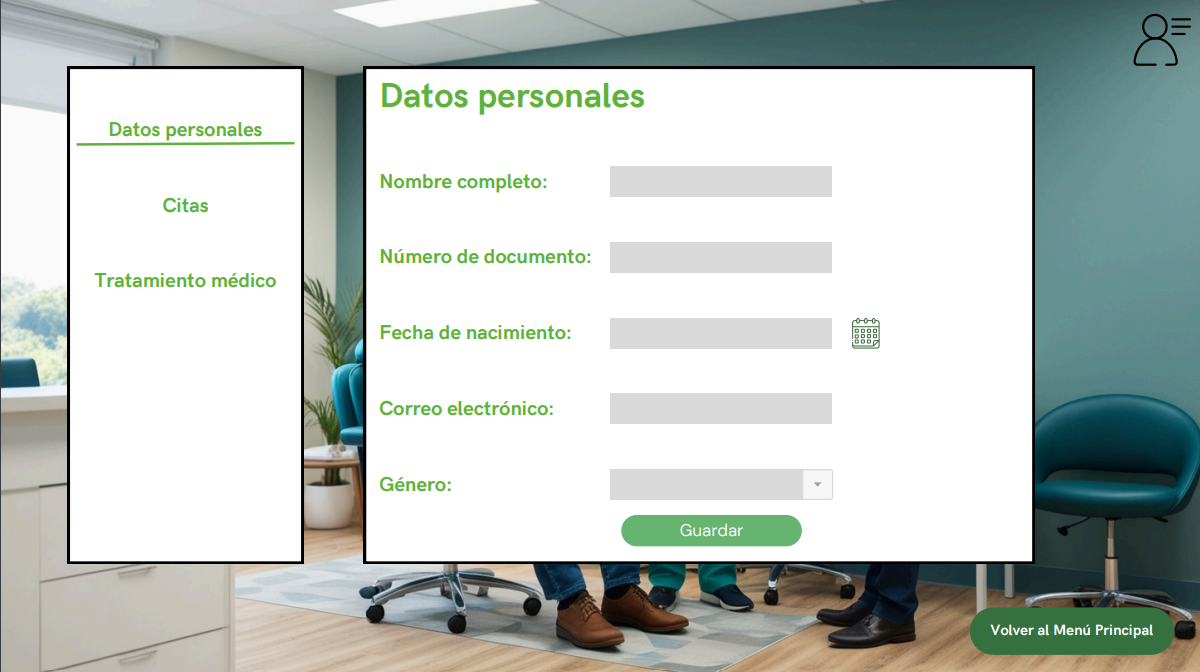 Datos personales
Citas
Tratamiento médico
Datos personales
Nombre completo:
Número de documento:
Fecha de nacimiento:
Correo electrónico:
Género:
Guardar
Volver al Menú Principal